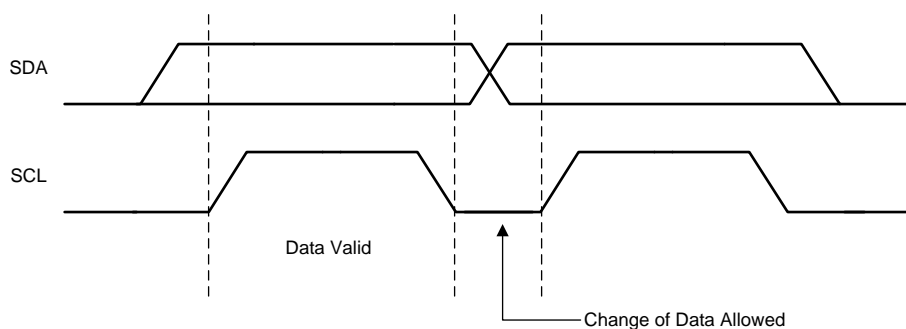 SDA
SCL
Data Valid
Change of Data Allowed